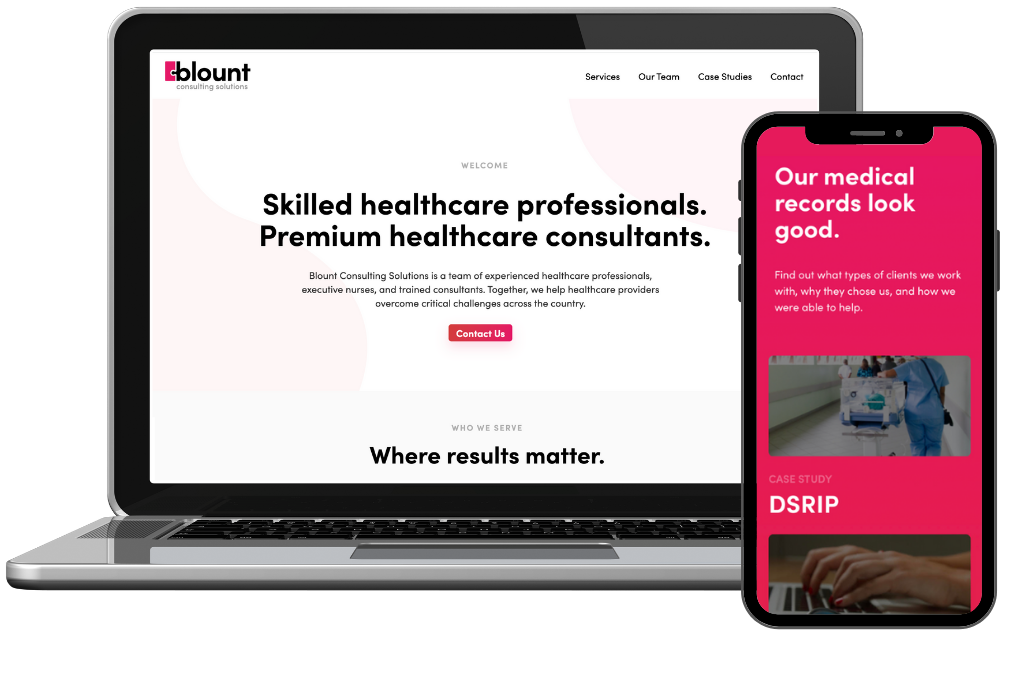 blount
consulting solutions
Services Our Team Case Studies Contact
WELCOME
Skilled healthcare professionals.
Premium healthcare consultants.
Blount Consulting Solutions is a team of experienced healthcare professionals,
executive nurses, and trained consultants. Together, we help healthcare providers
overcome critical challenges across the country.
Contact Us
WHO WE SERVE
Where results matter.
Our medical
records look
good.
Find out what types of clients we work
with, why they chose us, and how we
were able to help.
CASE STUDY
DSRIP